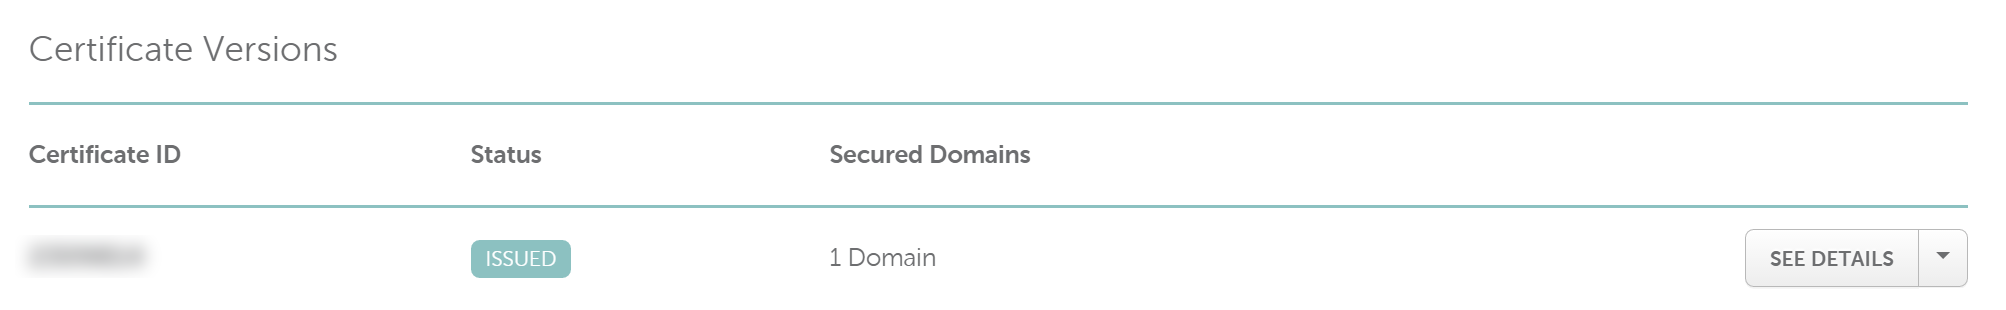 Certificate Versions
Certificate ID Status Secured Domains
ISSUED 1 Domain SEE DETAILS